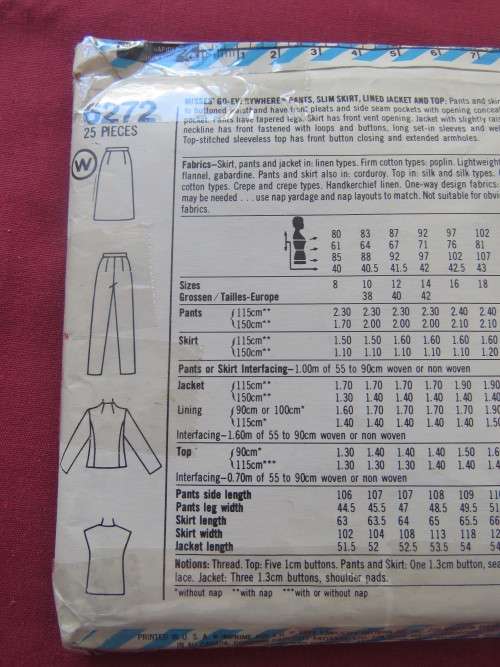 6272
25 PIECES
W
MISSES' GO-EVERYWHERE PANTS, SLIM SKIRT, LINED JACKET AND TOP: Pants and
to buttoned waist and have front pleats and side seam pockets with opening
pocket. Pants have tapered legs. Skirt has front vent opening. Jacket with slightly
neckline has front fastened with loops and buttons, long set-in sleeves and
Top-stitched sleeveless top has front button closing and extended armholes.
Fabrics–Skirt, pants and jacket in: linen types. Firm cotton types: poplin. Lightweight
flannel, gabardine. Pants and skirt also in: corduroy. Top in: silk and silk types.
cotton types. Crepe and crepe types. Handkerchief linen. One-way design fabrics
may be needed ... use nap yardage and nap layouts to match. Not suitable for
fabrics.
80 83 87 92 97 102
61 64 67 71 76 81
85 88 92 97 102 107
40 40.5 41.5 42 42.5 43
Sizes 8 10 12 14 16 18
Grossen/Tailles-Europe 38 40 42
Pants {115cm** 2.30 2.30 2.30 2.30 2.40 2.40
150cm** 1.70 2.00 2.00 2.00 2.10 2.10
Skirt {115cm** 1.50 1.50 1.60 1.60 1.60 1.60
150cm** 1.10 1.10 1.10 1.10 1.10 1.20
Pants or Skirt Interfacing–1.00m of 55 to 90cm woven or non woven
Jacket {115cm** 1.70 1.70 1.70 1.70 1.90 1.90
150cm** 1.30 1.40 1.40 1.40 1.40
Lining {90cm or 100cm* 1.60 1.70 1.70 1.70 1.70
115cm* 1.40 1.40 1.40 1.40 1.40
Interfacing–1.60m of 55 to 90cm woven or non woven
Top {90cm* 1.30 1.40 1.40 1.40 1.50
115cm*** 1.30 1.30 1.30 1.40 1.40
Interfacing–0.70m of 55 to 90cm woven or non woven
Pants side length 106 107 107 108 109
Pants leg width 44.5 45.5 47 48.5 49.5
Skirt length 63 63.5 64 65 65.5
Skirt width 102 104 108 113 118
Jacket length 51.5 52 52.5 53.5 54
Notions: Thread. Top: Five 1cm buttons. Pants and Skirt: One 1.3cm button,
lace. Jacket: Three 1.3cm buttons, shoulder pads.
*without nap **with nap ***with or without nap
PRINTED IN U.S.A.